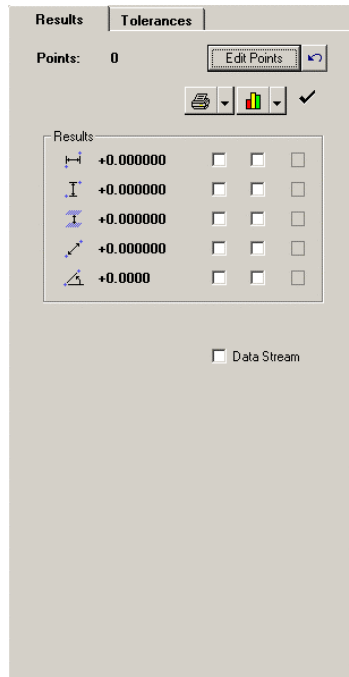 Results Tolerances
Points: 0 Edit Points
Results
+0.000000
+0.000000
+0.000000
+0.000000
+0.0000
Data Stream